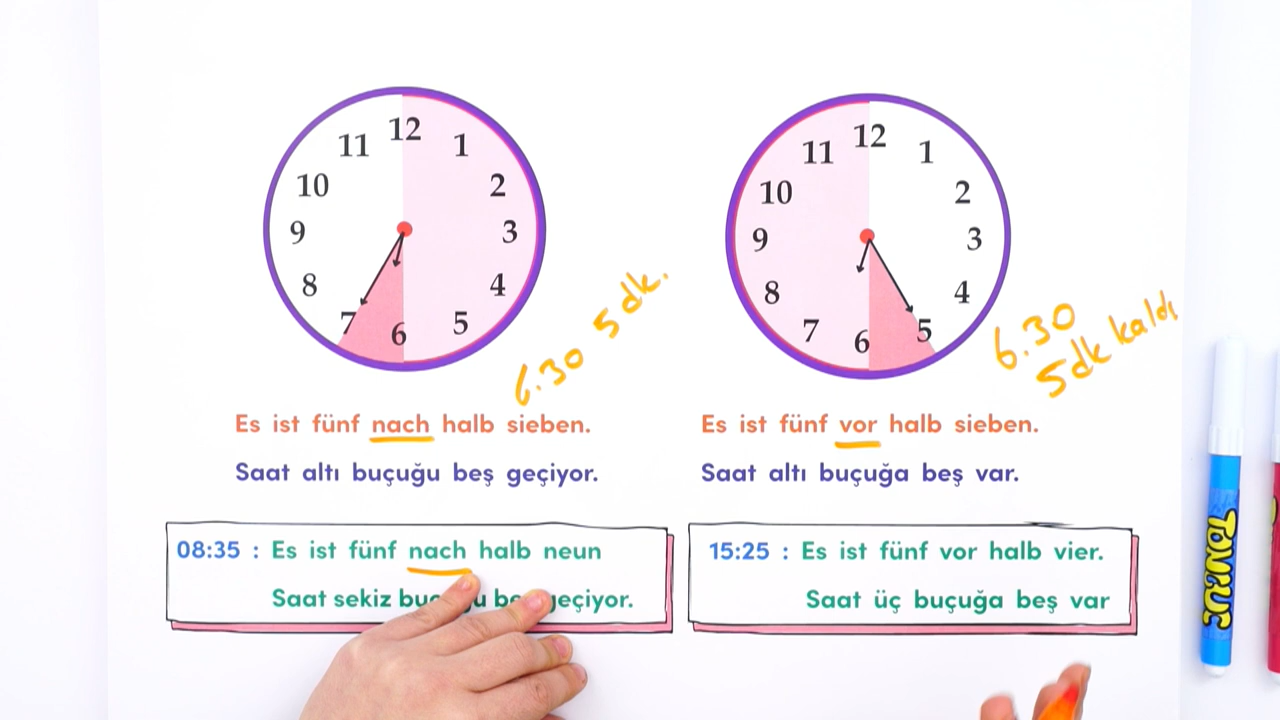 12
11
1
10
2
9
3
8
4
7
6
5
6.30 5 dk.
Es ist fünf nach halb sieben.
Saat altı buçuğu beş geçiyor.
08:35 : Es ist fünf nach halb neun
Saat sekiz geçiyor.
12
11
1
10
2
9
3
8
4
7
6
5
6.30
5dk kaldı
Es ist fünf vor halb sieben.
Saat altı buçuğa beş var.
15:25 : Es ist fünf vor halb vier.
Saat üç buçuğa beş var
TOMBUL